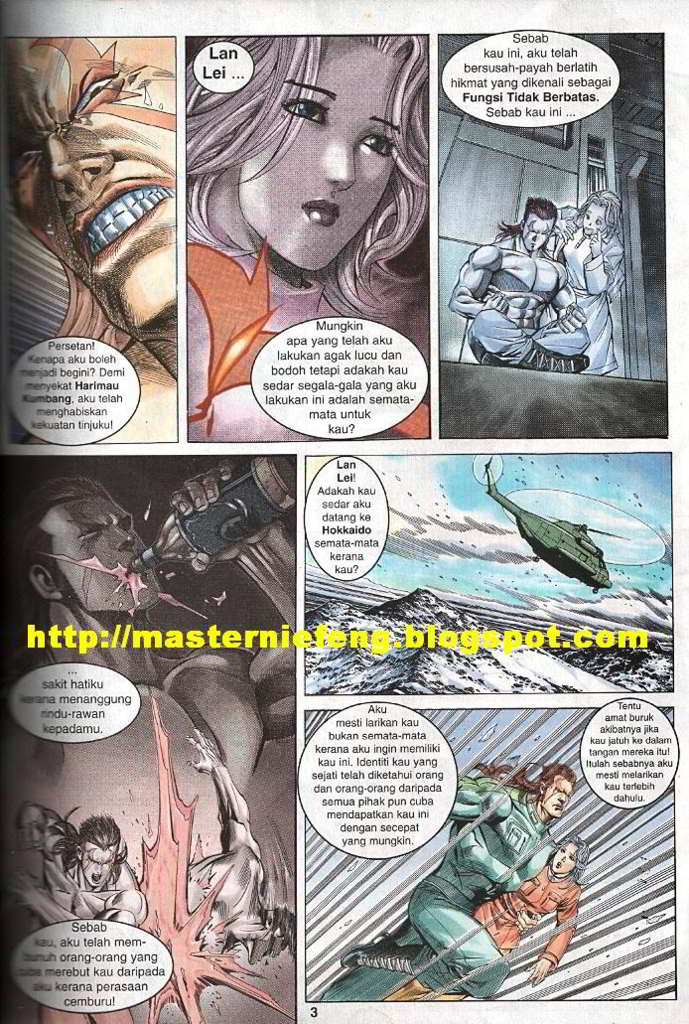 Persetan!
Kenapa aku boleh
menjadi begini? Demi
menyekat Harimau
Kumbang, aku telah
menghabiskan
kekuatan tinjuku!
Lan
Lei ...
Mungkin
apa yang telah aku
lakukan agak lucu dan
bodoh tetapi adakah kau
sedar segala-gala yang aku
lakukan ini adalah semata-
mata untuk
kau?
Sebab
kau ini, aku telah
bersusah-payah berlatih
hikmat yang dikenali sebagai
Fungsi Tidak Berbatas.
Sebab kau ini ...
...
sakit hatiku
kerana menanggung
rindu-rawan
kepadamu.
Sebab
kau, aku telah mem-
bunuh orang-orang yang
cuba merebut kau daripada
aku kerana perasaan
cemburu!
Lan
Lei!
Adakah kau
sedar aku
datang ke
Hokkaido
semata-mata
kerana
kau?
http://masterniefeng.blogspot.com
Aku
mesti larikan kau
bukan semata-mata
kerana aku ingin memiliki
kau ini. Identiti kau yang
sejati telah diketahui orang
dan orang-orang daripada
semua pihak pun cuba
mendapatkan kau ini
dengan secepat
yang mungkin.
Tentu
amat buruk
akibatnya jika
kau jatuh ke dalam
tangan mereka itu!
Itulah sebabnya aku
mesti melarikan
kau terlebih
dahulu.
3